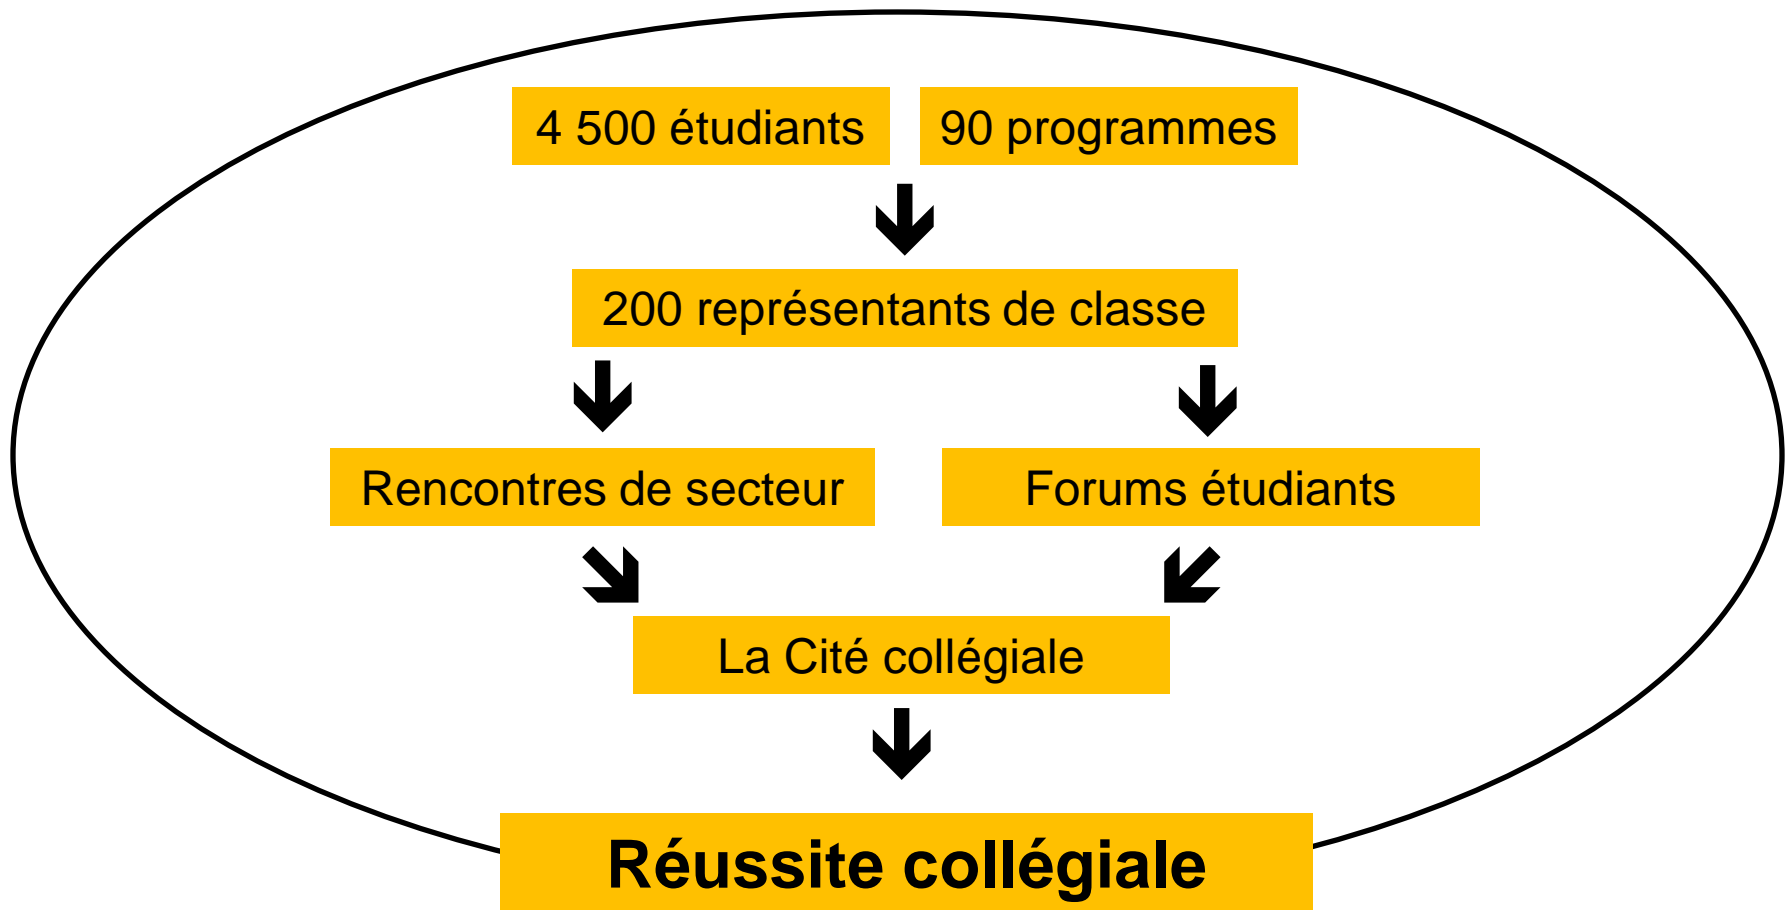 4 500 étudiants
90 programmes
200 représentants de classe
Rencontres de secteur
Forums étudiants
La Cité collégiale
Réussite collégiale